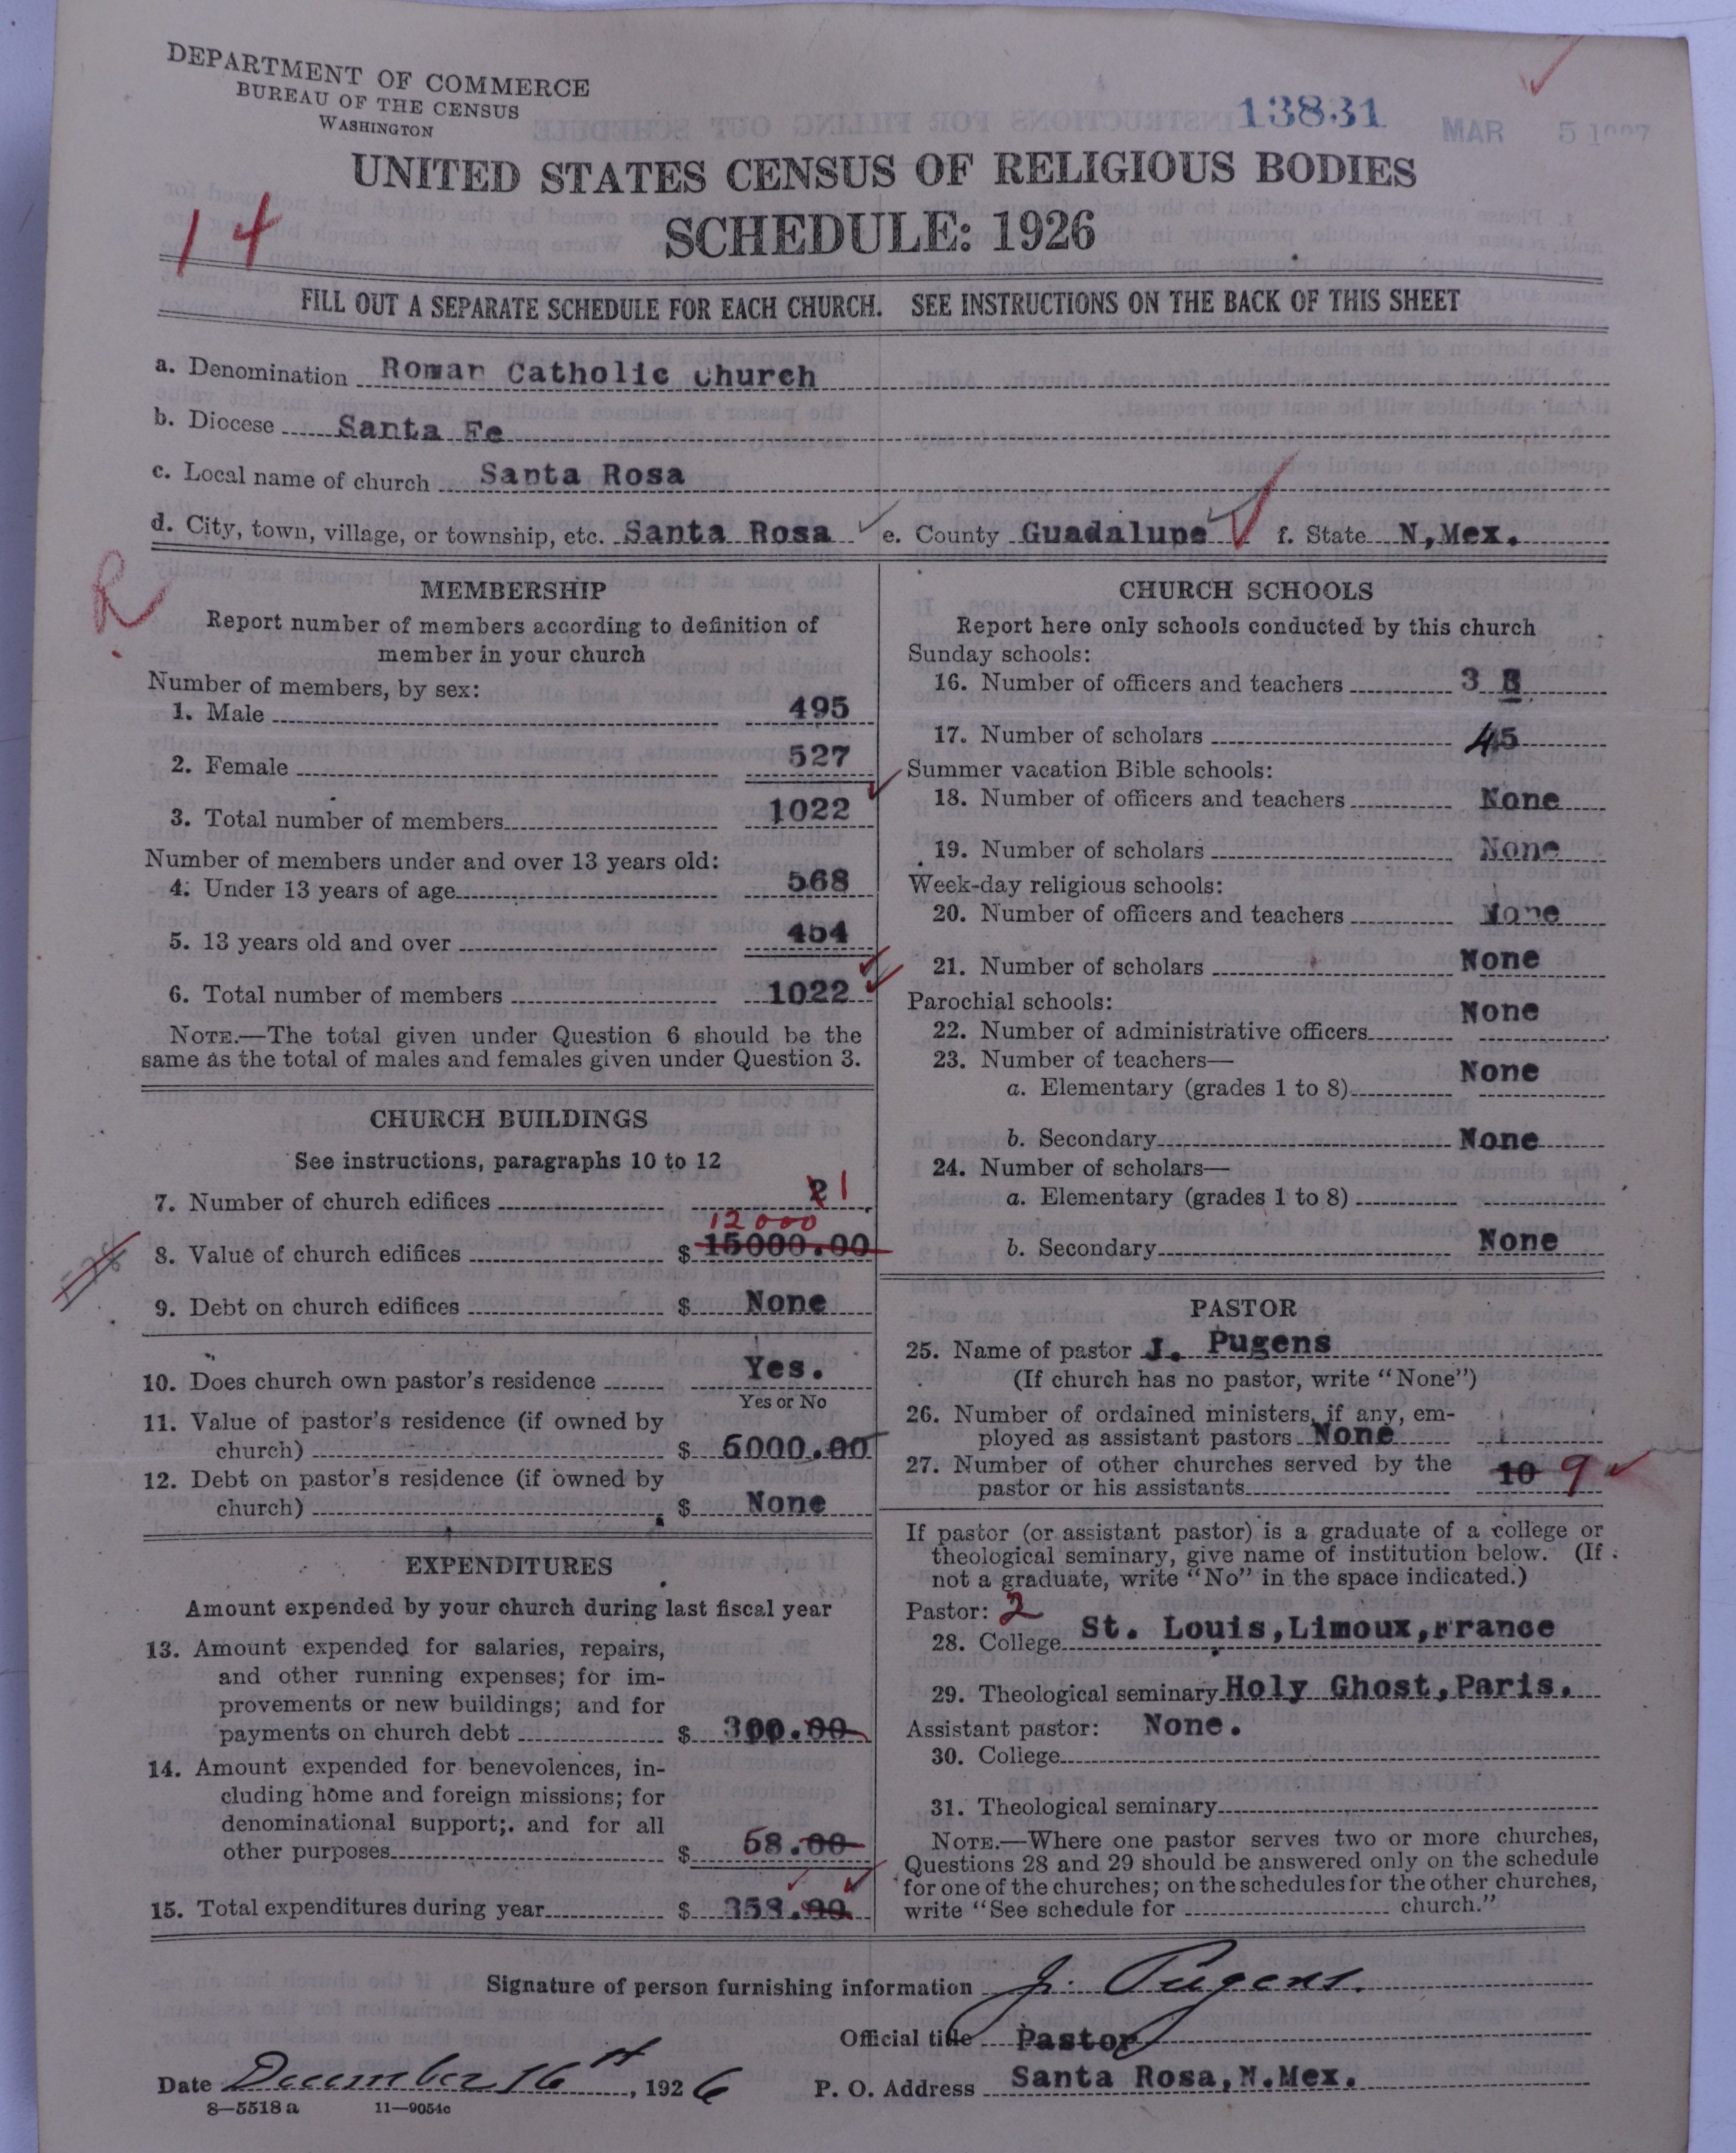 DEPARTMENT OF COMMERCE
BUREAU OF THE CENSUS
WASHINGTON
13831
MAR 5
UNITED STATES CENSUS OF RELIGIOUS BODIES
14
SCHEDULE: 1926
FILL OUT A SEPARATE SCHEDULE FOR EACH CHURCH. SEE INSTRUCTIONS ON THE BACK OF THIS SHEET
a. Denomination Roman Catholic Church
b. Diocese Santa Fe
c. Local name of church Santa Rosa
d. City, town, village, or township, etc. Santa Rosa e. County Guadalupe f. State N,Mex.
R
MEMBERSHIP
Report number of members according to definition of
member in your church
Number of members, by sex:
1. Male 495
2. Female 527
3. Total number of members 1022
Number of members under and over 13 years old:
4. Under 13 years of age 568
5. 13 years old and over 454
6. Total number of members 1022
NOTE.—The total given under Question 6 should be the
same as the total of males and females given under Question 3.
CHURCH BUILDINGS
See instructions, paragraphs 10 to 12
7. Number of church edifices 2 1
12000
8. Value of church edifices $ 15000.00
9. Debt on church edifices $ None
10. Does church own pastor's residence Yes.
Yes or No
11. Value of pastor's residence (if owned by
church) $ 5000.00
12. Debt on pastor's residence (if owned by
church) $ None
EXPENDITURES
Amount expended by your church during last fiscal year
13. Amount expended for salaries, repairs,
and other running expenses; for im-
provements or new buildings; and for
payments on church debt $ 300.00
14. Amount expended for benevolences, in-
cluding home and foreign missions; for
denominational support; and for all
other purposes $ 58.00
15. Total expenditures during year $ 358.00
CHURCH SCHOOLS
Report here only schools conducted by this church
Sunday schools:
16. Number of officers and teachers 3
17. Number of scholars 45
Summer vacation Bible schools:
18. Number of officers and teachers None
19. Number of scholars None
Week-day religious schools:
20. Number of officers and teachers None
21. Number of scholars None
Parochial schools:
22. Number of administrative officers None
23. Number of teachers—
a. Elementary (grades 1 to 8) None
b. Secondary None
24. Number of scholars—
a. Elementary (grades 1 to 8)
b. Secondary None
PASTOR
25. Name of pastor J. Pugens
(If church has no pastor, write "None")
26. Number of ordained ministers, if any, em-
ployed as assistant pastors None
27. Number of other churches served by the
pastor or his assistants 10 9
If pastor (or assistant pastor) is a graduate of a college or
theological seminary, give name of institution below. (If
not a graduate, write "No" in the space indicated.)
Pastor: 2
28. College St. Louis,Limoux,France
29. Theological seminary Holy Ghost,Paris.
Assistant pastor: None.
30. College
31. Theological seminary
NOTE.—Where one pastor serves two or more churches,
Questions 28 and 29 should be answered only on the schedule
for one of the churches; on the schedules for the other churches,
write "See schedule for church."
Signature of person furnishing information J. Pugens.
Official title Pastor
Date December 16th, 1926 P. O. Address Santa Rosa,N.Mex.
8—5518 a 11—9054c